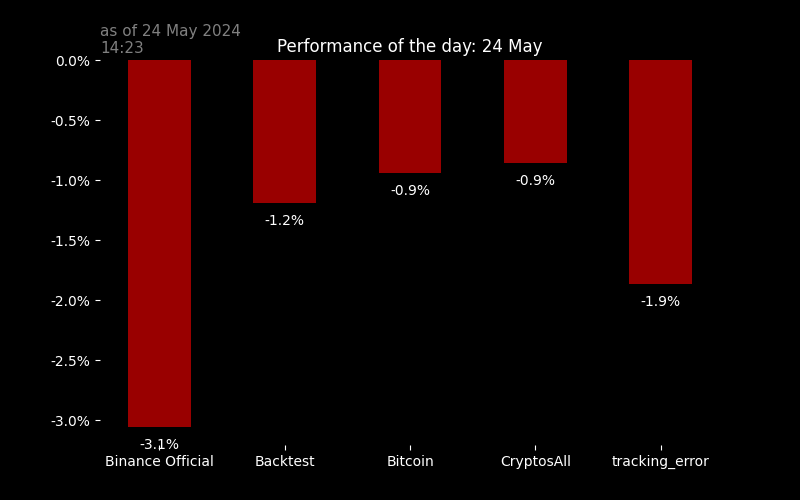 as of 24 May 2024
14:23
Performance of the day: 24 May
0.0%
-0.5%
-1.0%
-1.5%
-2.0%
-2.5%
-3.0%
-3.1%
-1.2%
-0.9%
-0.9%
-1.9%
Binance Official
Backtest
Bitcoin
CryptosAll
tracking_error